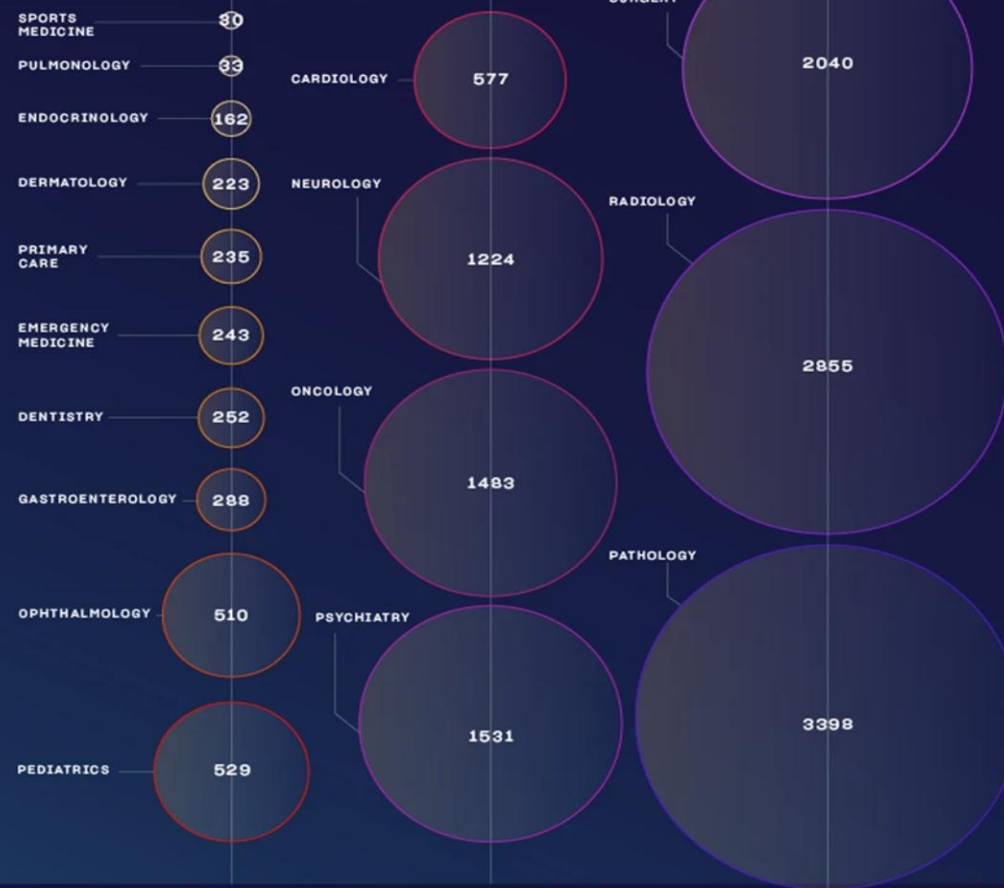 SPORTS
MEDICINE
30
PULMONOLOGY
33
ENDOCRINOLOGY
162
DERMATOLOGY
223
PRIMARY
CARE
235
EMERGENCY
MEDICINE
243
DENTISTRY
252
GASTROENTEROLOGY
288
OPHTHALMOLOGY
510
PEDIATRICS
529
CARDIOLOGY
577
NEUROLOGY
1224
ONCOLOGY
1483
PSYCHIATRY
1531
2040
RADIOLOGY
2855
PATHOLOGY
3398